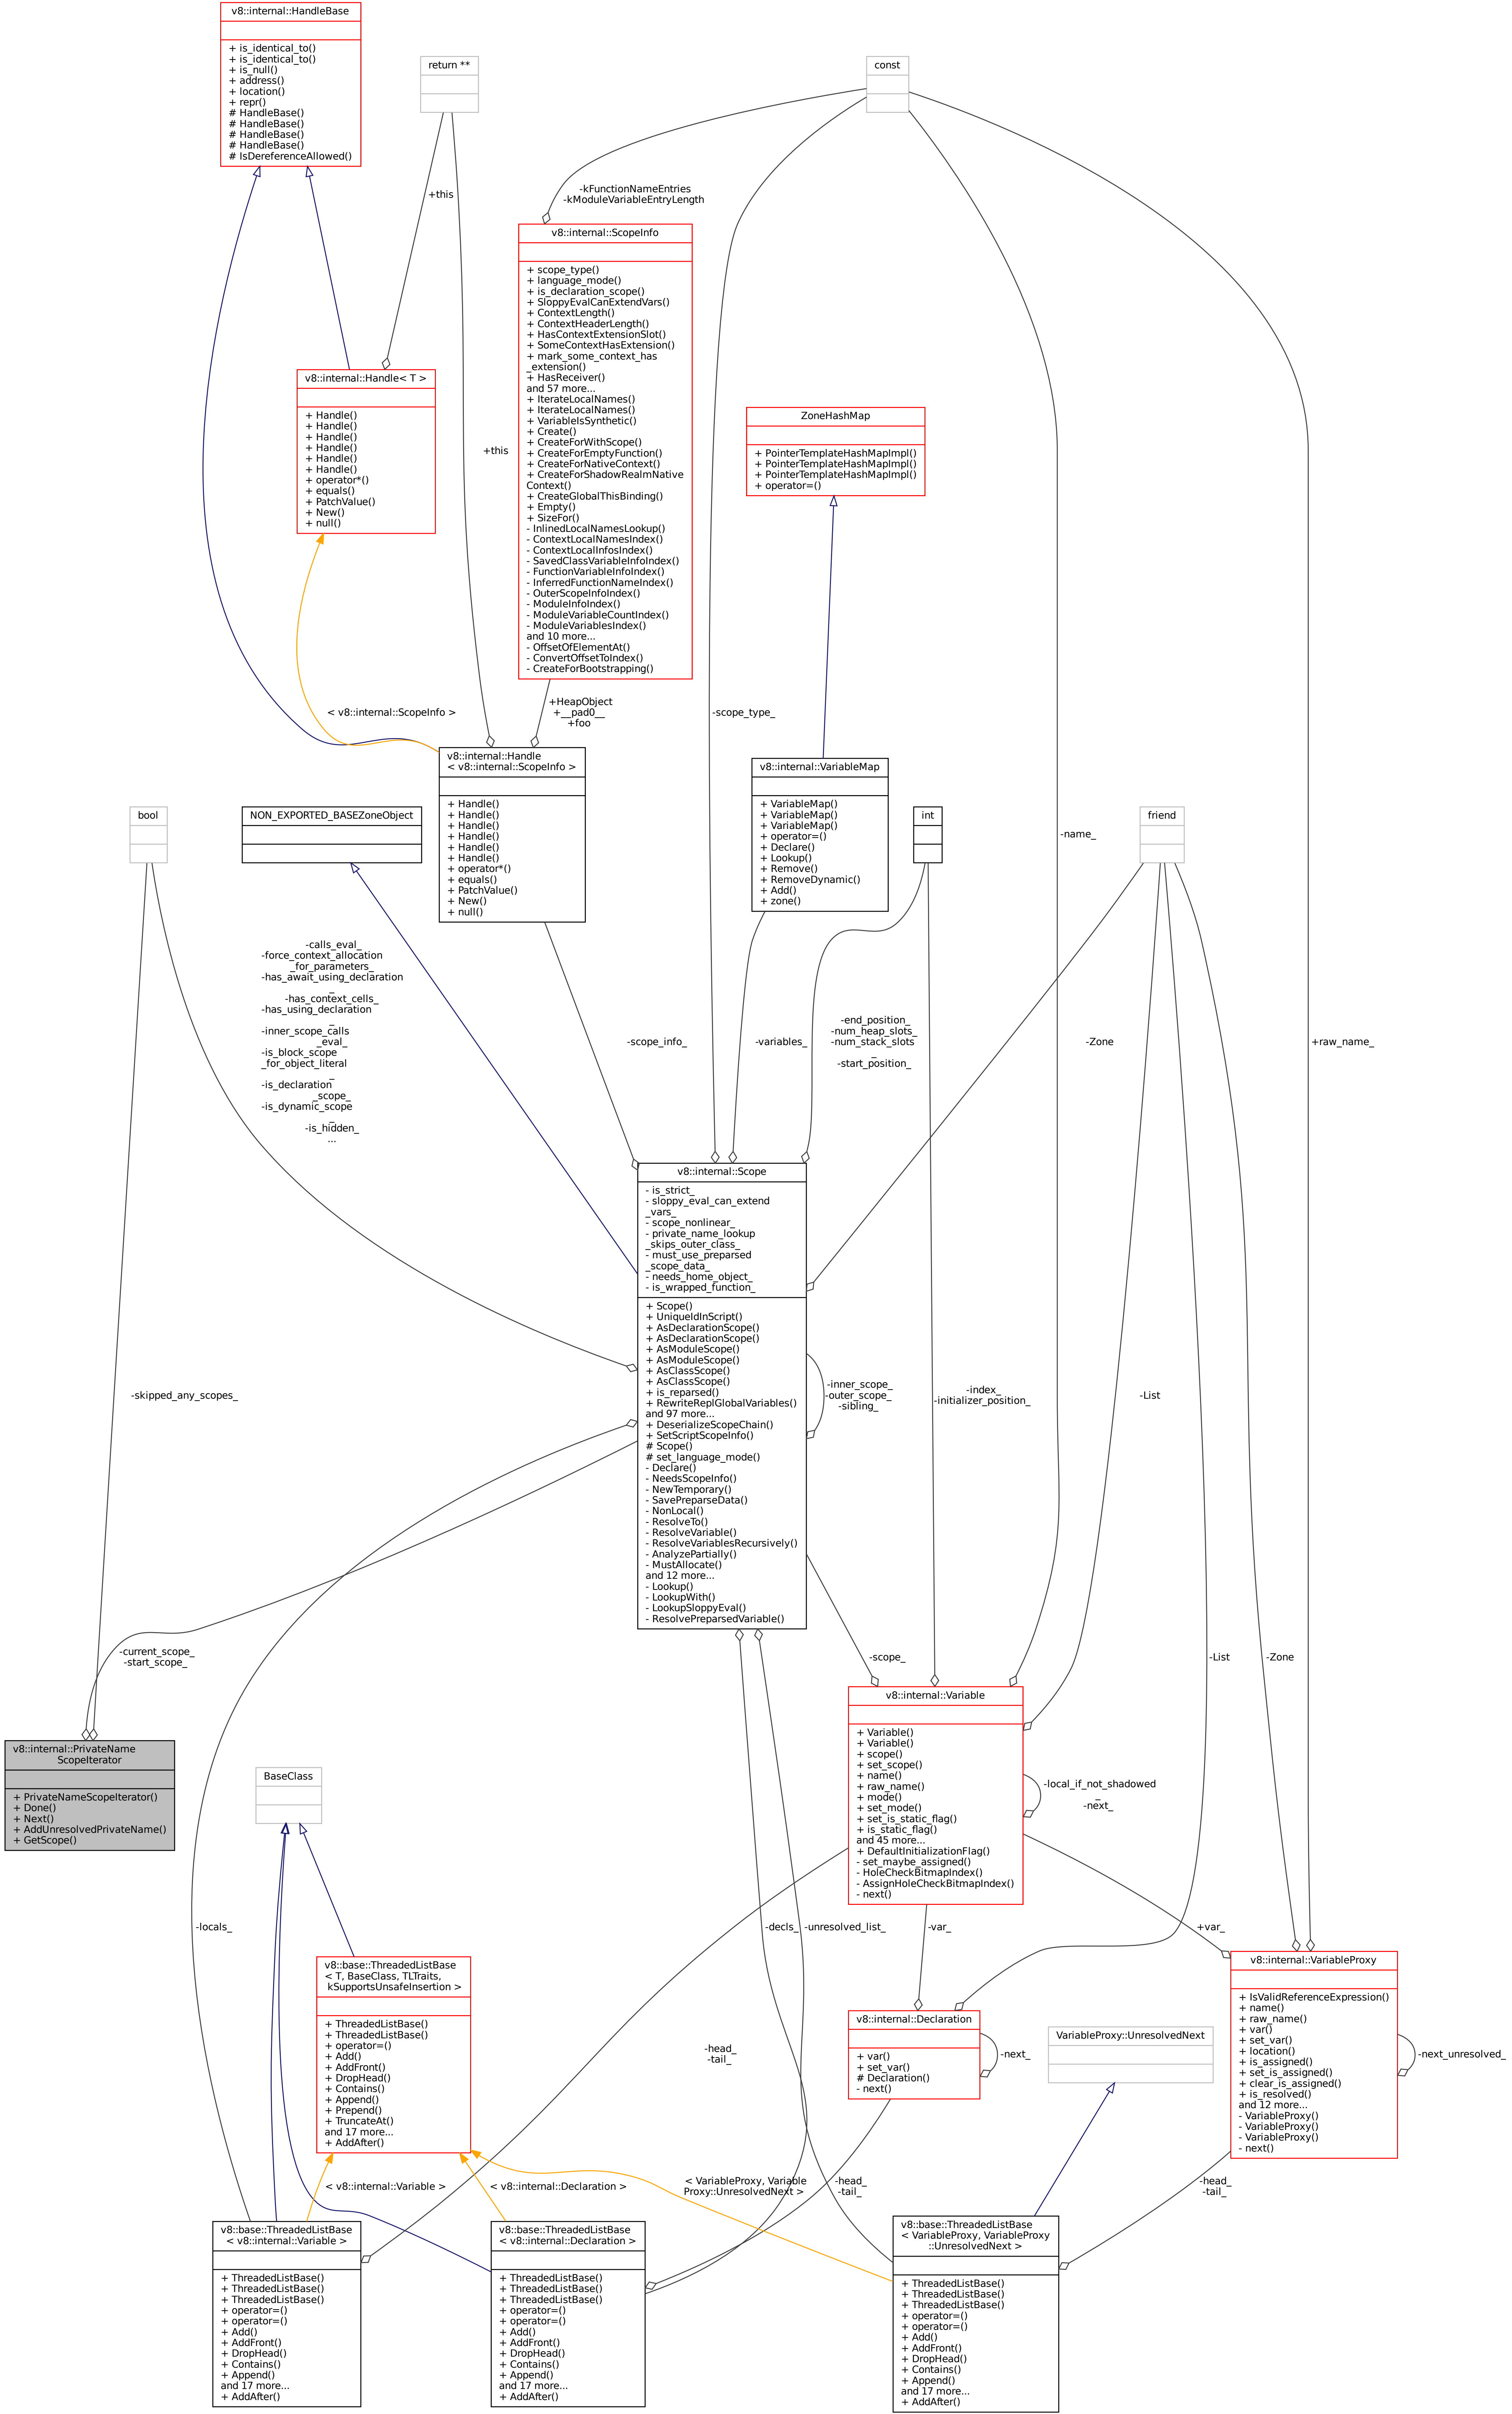 v8::internal::HandleBase
+ is_identical_to()
+ is_identical_to()
+ is_null()
+ address()
+ location()
+ repr()
# HandleBase()
# HandleBase()
# HandleBase()
# HandleBase()
# IsDereferenceAllowed()
return **
const
+this
-kFunctionNameEntries
-kModuleVariableEntryLength
v8::internal::ScopeInfo
+ scope_type()
+ language_mode()
+ is_declaration_scope()
+ SloppyEvalCanExtendVars()
+ ContextLength()
+ ContextHeaderLength()
+ HasContextExtensionSlot()
+ SomeContextHasExtension()
+ mark_some_context_has
_extension()
+ HasReceiver()
and 57 more...
+ IterateLocalNames()
+ IterateLocalNames()
+ VariableIsSynthetic()
+ Create()
+ CreateForWithScope()
+ CreateForEmptyFunction()
+ CreateForNativeContext()
+ CreateForShadowRealmNative
Context()
+ CreateGlobalThisBinding()
+ Empty()
+ SizeFor()
- InlinedLocalNamesLookup()
- ContextLocalNamesIndex()
- ContextLocalInfosIndex()
- SavedClassVariableInfoIndex()
- FunctionVariableInfoIndex()
- InferredFunctionNameIndex()
- OuterScopeInfoIndex()
- ModuleInfoIndex()
- ModuleVariableCountIndex()
- ModuleVariablesIndex()
and 10 more...
- OffsetOfElementAt()
- ConvertOffsetToIndex()
- CreateForBootstrapping()
v8::internal::Handle< T >
+ Handle()
+ Handle()
+ Handle()
+ Handle()
+ Handle()
+ Handle()
+ operator*()
+ equals()
+ PatchValue()
+ New()
+ null()
+this
ZoneHashMap
+ PointerTemplateHashMapImpl()
+ PointerTemplateHashMapImpl()
+ PointerTemplateHashMapImpl()
+ operator=()
< v8::internal::ScopeInfo >
+HeapObject
+__pad0__
+foo
-scope_type_
v8::internal::Handle
< v8::internal::ScopeInfo >
+ Handle()
+ Handle()
+ Handle()
+ Handle()
+ Handle()
+ Handle()
+ operator*()
+ equals()
+ PatchValue()
+ New()
+ null()
v8::internal::VariableMap
+ VariableMap()
+ VariableMap()
+ VariableMap()
+ operator=()
+ Declare()
+ Lookup()
+ Remove()
+ RemoveDynamic()
+ Add()
+ zone()
bool
NON_EXPORTED_BASEZoneObject
int
friend
-name_
-calls_eval_
-force_context_allocation
_for_parameters_
-has_await_using_declaration
_
-has_context_cells_
-has_using_declaration
_
-inner_scope_calls
_eval_
-is_block_scope
_for_object_literal
_
-is_declaration
_scope_
-is_dynamic_scope
_
-is_hidden_
...
-scope_info_
-variables_
-end_position_
-num_heap_slots_
-num_stack_slots
_
-start_position_
-Zone
+raw_name_
v8::internal::Scope
- is_strict_
- sloppy_eval_can_extend
_vars_
- scope_nonlinear_
- private_name_lookup
_skips_outer_class_
- must_use_preparsed
_scope_data_
- needs_home_object_
- is_wrapped_function_
+ Scope()
+ UniqueIdInScript()
+ AsDeclarationScope()
+ AsDeclarationScope()
+ AsModuleScope()
+ AsModuleScope()
+ AsClassScope()
+ AsClassScope()
+ is_reparsed()
+ RewriteReplGlobalVariables()
and 97 more...
+ DeserializeScopeChain()
+ SetScriptScopeInfo()
# Scope()
# set_language_mode()
- Declare()
- NeedsScopeInfo()
- NewTemporary()
- SavePreparseData()
- NonLocal()
- ResolveTo()
- ResolveVariable()
- ResolveVariablesRecursively()
- AnalyzePartially()
- MustAllocate()
and 12 more...
- Lookup()
- LookupWith()
- LookupSloppyEval()
- ResolvePreparsedVariable()
-skipped_any_scopes_
-inner_scope_
-outer_scope_
-sibling_
-index_
-initializer_position_
-List
-current_scope_
-start_scope_
-scope_
-List
-Zone
v8::internal::PrivateName
ScopeIterator
+ PrivateNameScopeIterator()
+ Done()
+ Next()
+ AddUnresolvedPrivateName()
+ GetScope()
BaseClass
v8::internal::Variable
+ Variable()
+ Variable()
+ scope()
+ set_scope()
+ name()
+ raw_name()
+ mode()
+ set_mode()
+ set_is_static_flag()
+ is_static_flag()
and 45 more...
+ DefaultInitializationFlag()
- set_maybe_assigned()
- HoleCheckBitmapIndex()
- AssignHoleCheckBitmapIndex()
- next()
-local_if_not_shadowed
_
-next_
-locals_
-decls_
-unresolved_list_
-var_
+var_
v8::base::ThreadedListBase
< T, BaseClass, TLTraits,
kSupportsUnsafeInsertion >
+ ThreadedListBase()
+ ThreadedListBase()
+ operator=()
+ Add()
+ AddFront()
+ DropHead()
+ Contains()
+ Append()
+ Prepend()
+ TruncateAt()
and 17 more...
+ AddAfter()
-head_
-tail_
v8::internal::Declaration
+ var()
+ set_var()
# Declaration()
- next()
-next_
VariableProxy::UnresolvedNext
v8::internal::VariableProxy
+ IsValidReferenceExpression()
+ name()
+ raw_name()
+ var()
+ set_var()
+ location()
+ is_assigned()
+ set_is_assigned()
+ clear_is_assigned()
+ is_resolved()
and 12 more...
- VariableProxy()
- VariableProxy()
- VariableProxy()
- next()
-next_unresolved_
< v8::internal::Variable >
< v8::internal::Declaration >
< VariableProxy, Variable
Proxy::UnresolvedNext >
-head_
-tail_
-head_
-tail_
v8::base::ThreadedListBase
< v8::internal::Variable >
+ ThreadedListBase()
+ ThreadedListBase()
+ ThreadedListBase()
+ operator=()
+ operator=()
+ Add()
+ AddFront()
+ DropHead()
+ Contains()
+ Append()
and 17 more...
+ AddAfter()
v8::base::ThreadedListBase
< v8::internal::Declaration >
+ ThreadedListBase()
+ ThreadedListBase()
+ ThreadedListBase()
+ operator=()
+ operator=()
+ Add()
+ AddFront()
+ DropHead()
+ Contains()
+ Append()
and 17 more...
+ AddAfter()
v8::base::ThreadedListBase
< VariableProxy, VariableProxy
::UnresolvedNext >
+ ThreadedListBase()
+ ThreadedListBase()
+ ThreadedListBase()
+ operator=()
+ operator=()
+ Add()
+ AddFront()
+ DropHead()
+ Contains()
+ Append()
and 17 more...
+ AddAfter()